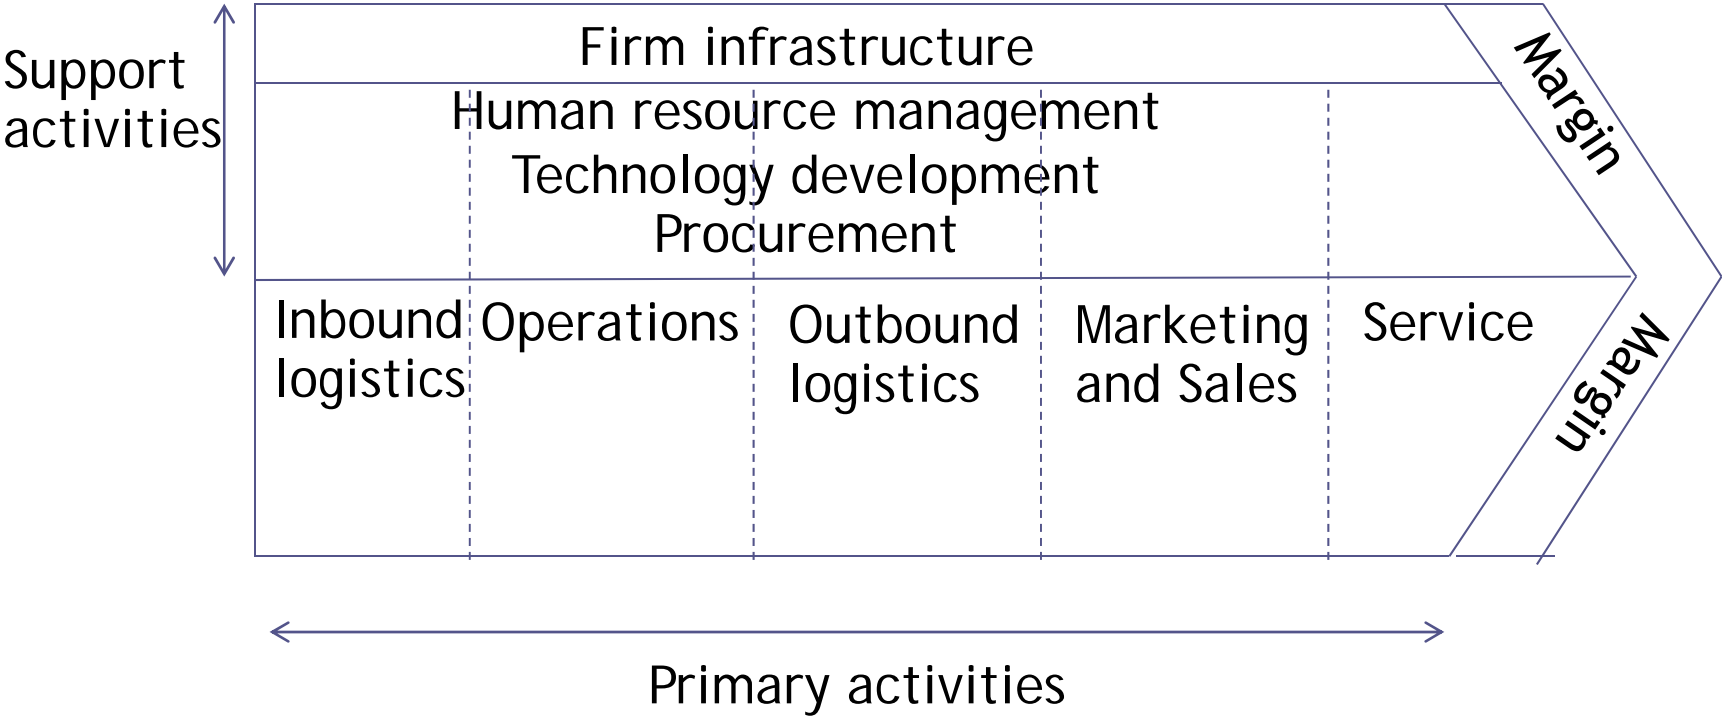 Firm infrastructure
Support
activities
Human resource management
Technology development
Procurement
Margin
Inbound
logistics
Operations
Outbound
logistics
Marketing
and Sales
Service
Margin
Primary activities